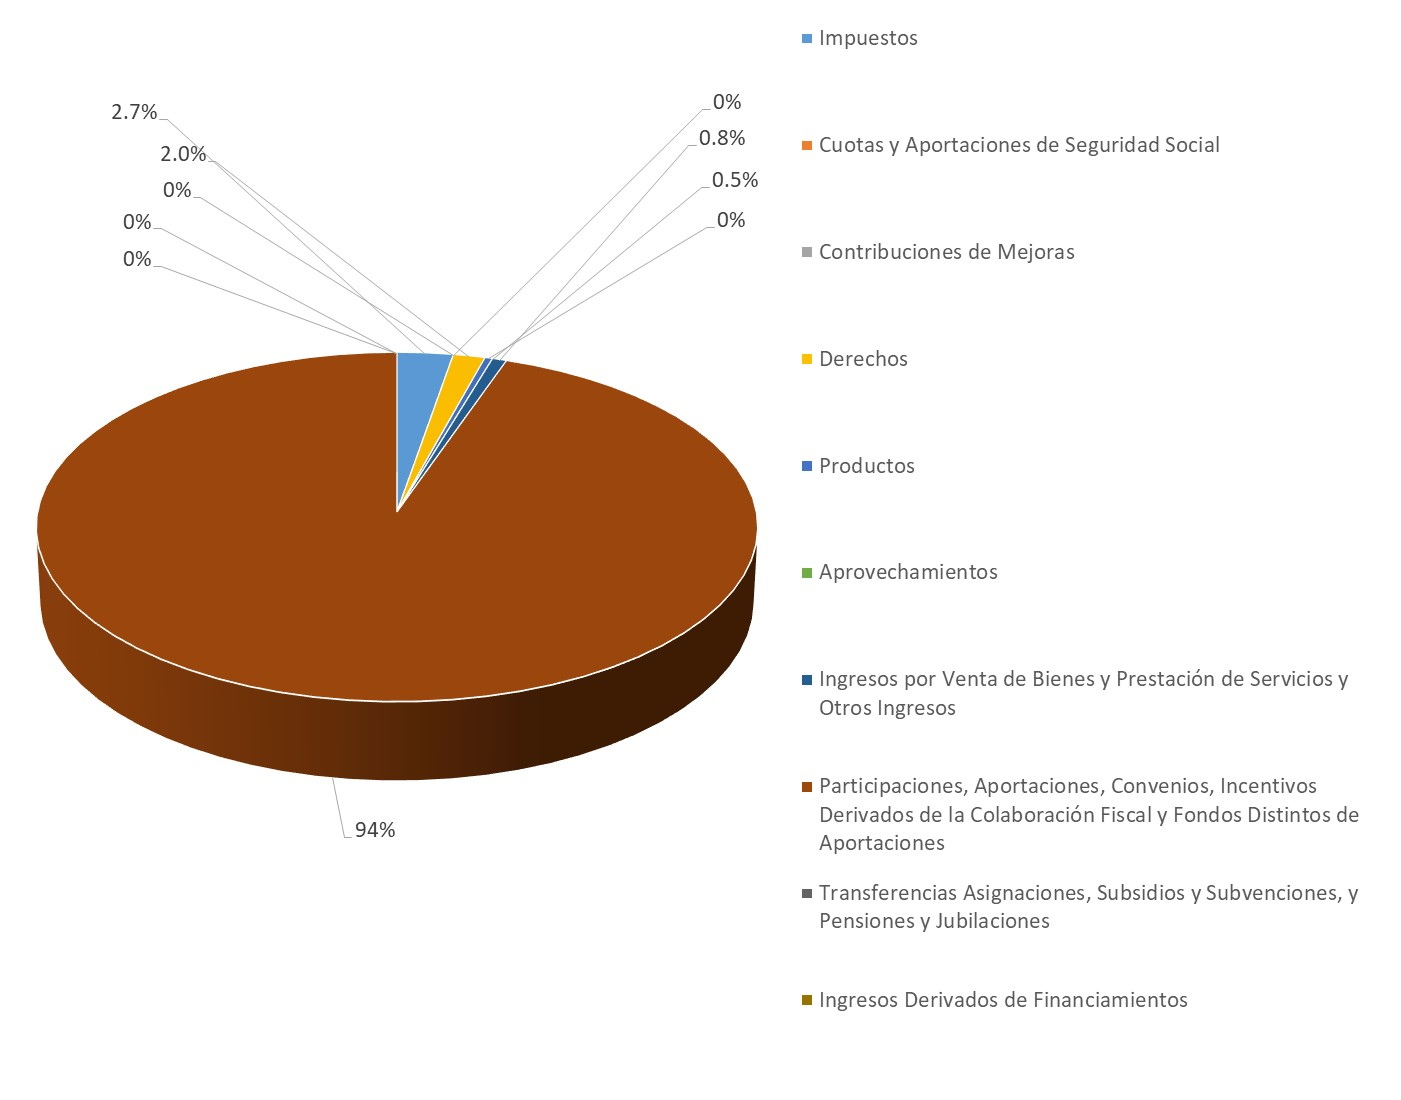 2.7%
2.0%
0%
0%
0%
0%
0.8%
0.5%
0%
94%
Impuestos
Cuotas y Aportaciones de Seguridad Social
Contribuciones de Mejoras
Derechos
Productos
Aprovechamientos
Ingresos por Venta de Bienes y Prestación de Servicios y
Otros Ingresos
Participaciones, Aportaciones, Convenios, Incentivos
Derivados de la Colaboración Fiscal y Fondos Distintos de
Aportaciones
Transferencias Asignaciones, Subsidios y Subvenciones, y
Pensiones y Jubilaciones
Ingresos Derivados de Financiamientos